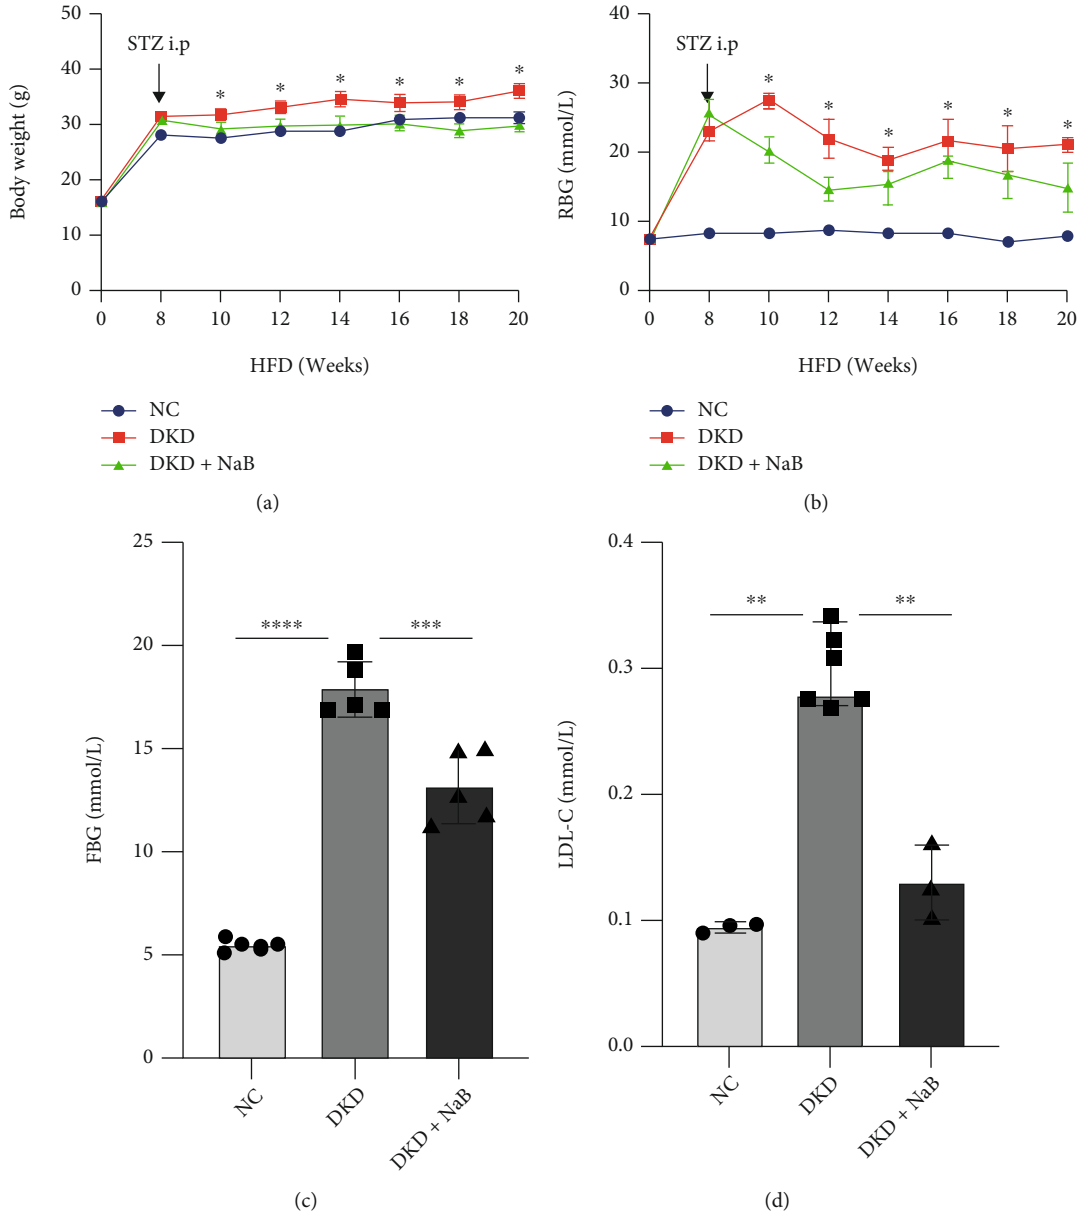 50
40
30
20
10
0
Body weight (g)
STZ i.p
* * * * * *
0 8 10 12 14 16 18 20
HFD (Weeks)
NC
DKD
DKD + NaB
(a)
40
30
20
10
0
RBG (mmol/L)
STZ i.p
* * * * * *
0 8 10 12 14 16 18 20
HFD (Weeks)
NC
DKD
DKD + NaB
(b)
25
20
15
10
5
0
FBG (mmol/L)
**** ***
NC
DKD
DKD + NaB
(c)
0.4
0.3
0.2
0.1
0.0
LDL-C (mmol/L)
** **
NC
DKD
DKD + NaB
(d)